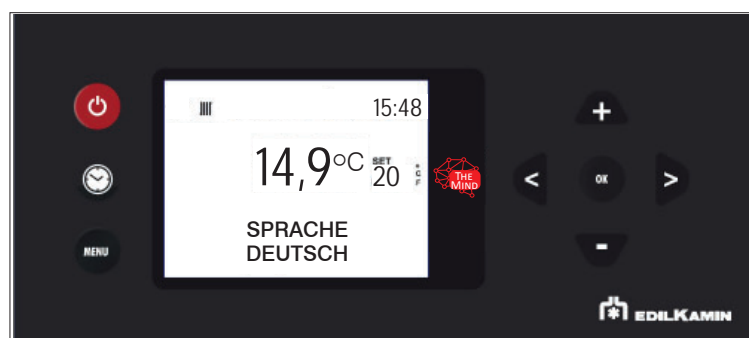 15:48
14,9°C
SET
20
°C
F
THE
MIND
OK
MENU
SPRACHE
DEUTSCH
EDILKAMIN